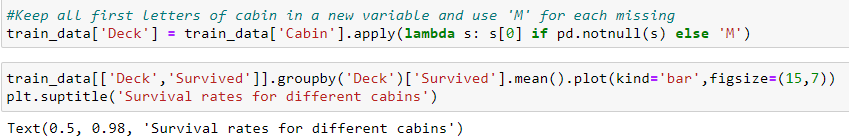 #Keep all first letters of cabin in a new variable and use 'M' for each missing
train_data['Deck'] = train_data['Cabin'].apply(lambda s: s[0] if pd.notnull(s) else 'M')
train_data[['Deck','Survived']].groupby('Deck')['Survived'].mean().plot(kind='bar',figsize=(15,7))
plt.suptitle('Survival rates for different cabins')
Text(0.5, 0.98, 'Survival rates for different cabins')